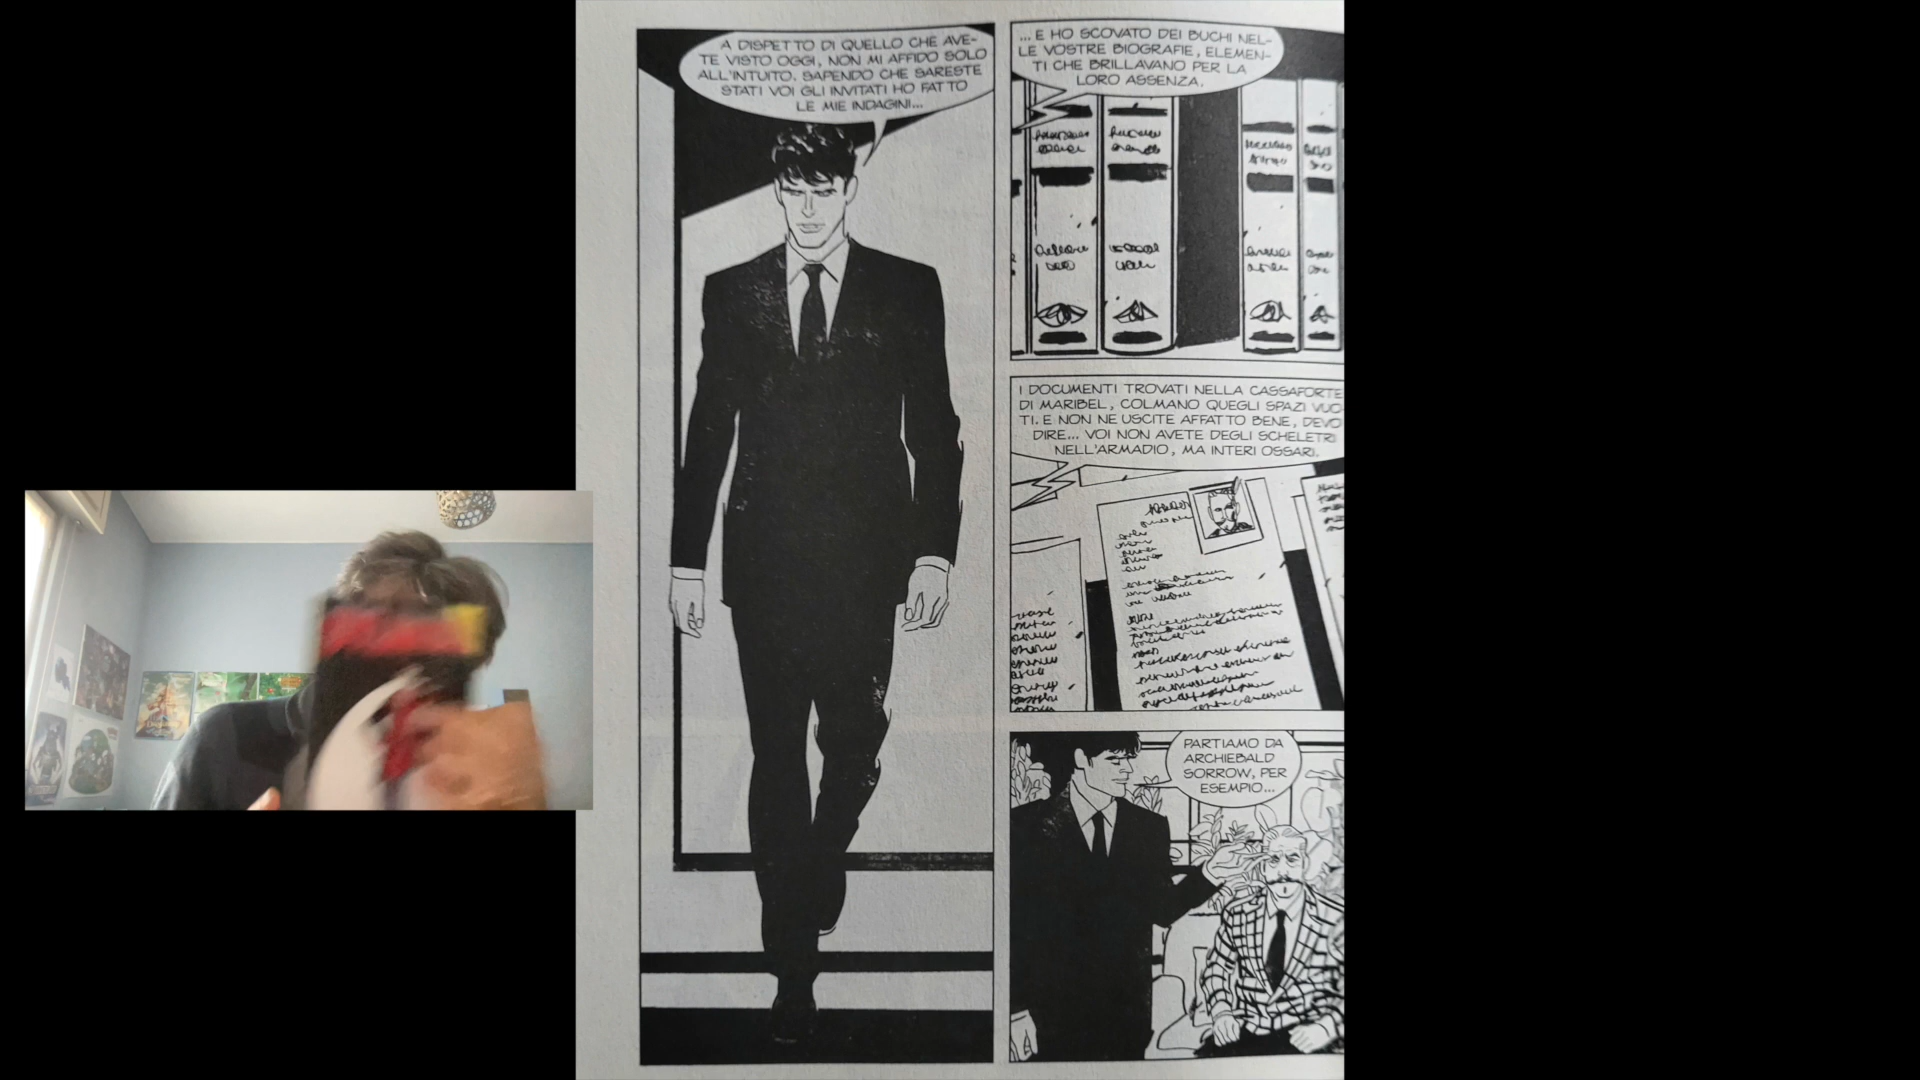 A DISPETTO DI QUELLO CHE AVE-
TE VISTO OGGI, NON MI AFFIDO SOLO
ALL'INTUITO. SAPENDO CHE SARESTE
STATI VOI GLI INVITATI HO FATTO
LE MIE INDAGINI...
...E HO SCOVATO DEI BUCHI NEL-
LE VOSTRE BIOGRAFIE, ELEMEN-
TI CHE BRILLAVANO PER LA
LORO ASSENZA.
I DOCUMENTI TROVATI NELLA CASSAFORTE
DI MARIBEL, COLMANO QUEGLI SPAZI VUO
TI. E NON NE USCITE AFFATTO BENE, DEVO
DIRE... VOI NON AVETE DEGLI SCHELETRI
NELL'ARMADIO, MA INTERI OSSARI.
PARTIAMO DA
ARCHIEBALD
SORROW, PER
ESEMPIO...